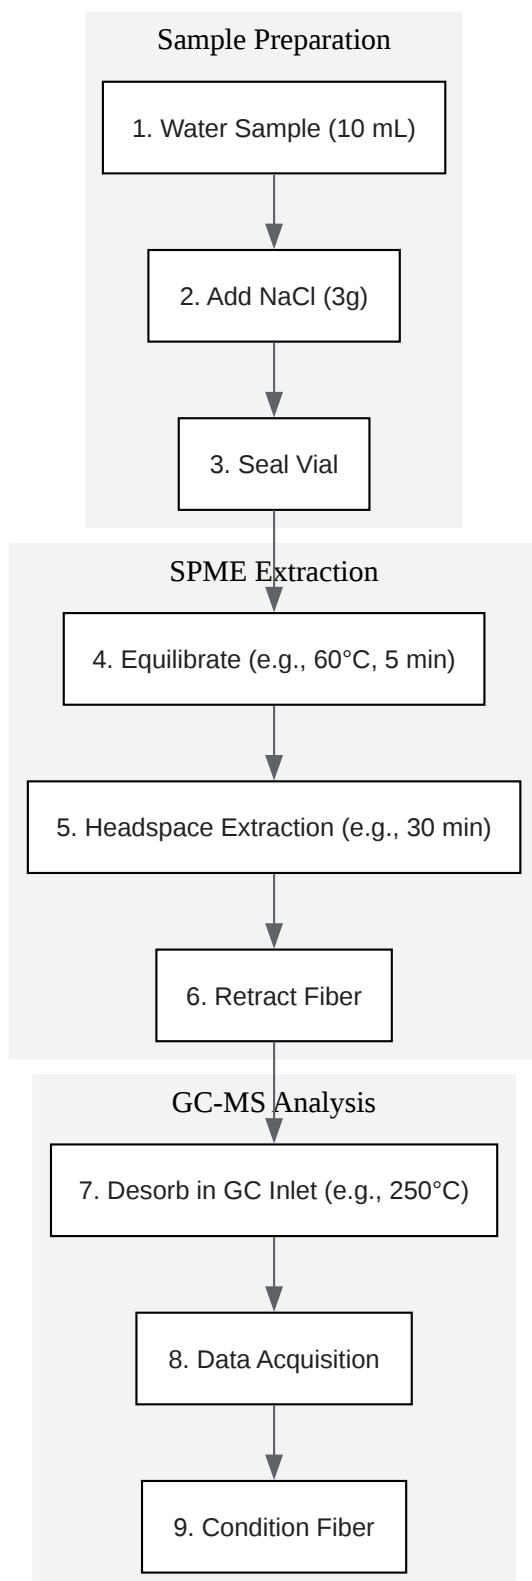 Sample Preparation
1. Water Sample (10 mL)
2. Add NaCl (3g)
3. Seal Vial
SPME Extraction
4. Equilibrate (e.g., 60°C, 5 min)
5. Headspace Extraction (e.g., 30 min)
6. Retract Fiber
GC-MS Analysis
7. Desorb in GC Inlet (e.g., 250°C)
8. Data Acquisition
9. Condition Fiber